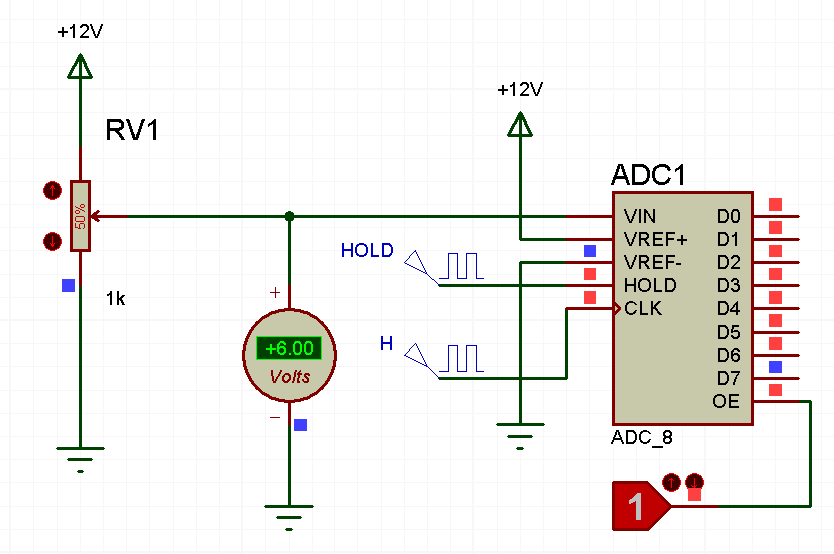 +12V
RV1
50%
1k
+
+6.00
Volts
−
HOLD
H
+12V
ADC1
VIN D0
VREF+ D1
VREF- D2
HOLD D3
CLK D4
D5
D6
D7
OE
ADC_8
1